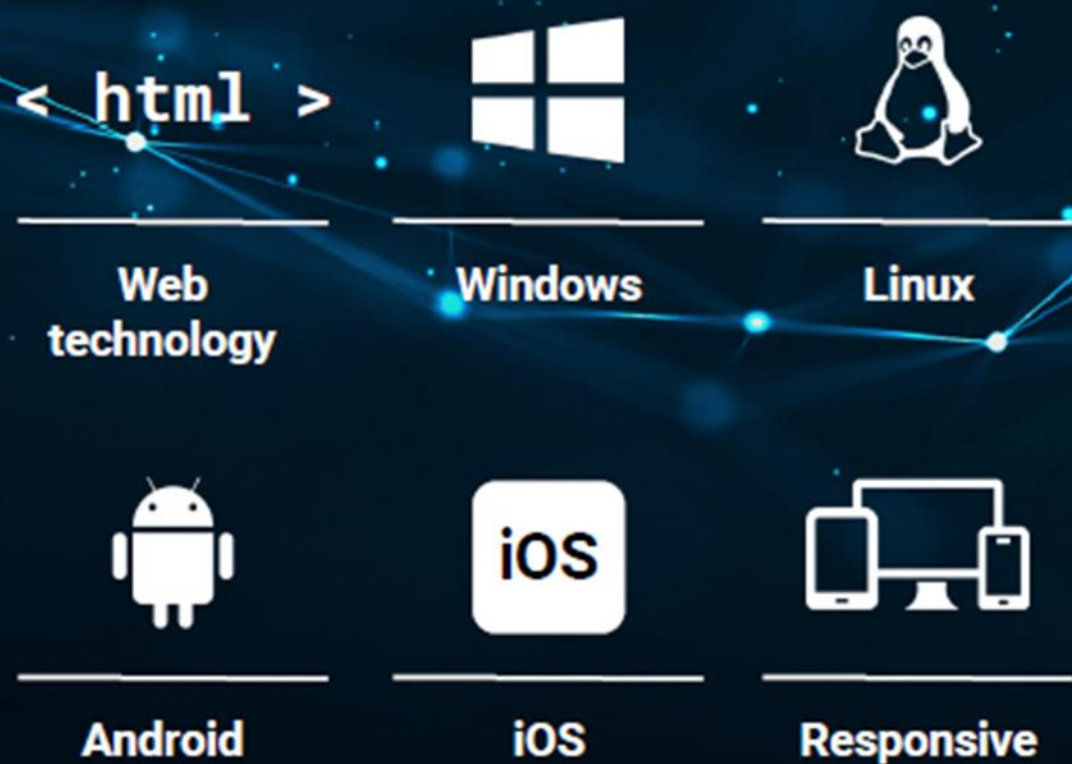 < html >
Web
technology
Windows
Linux
iOS
Android
iOS
Responsive